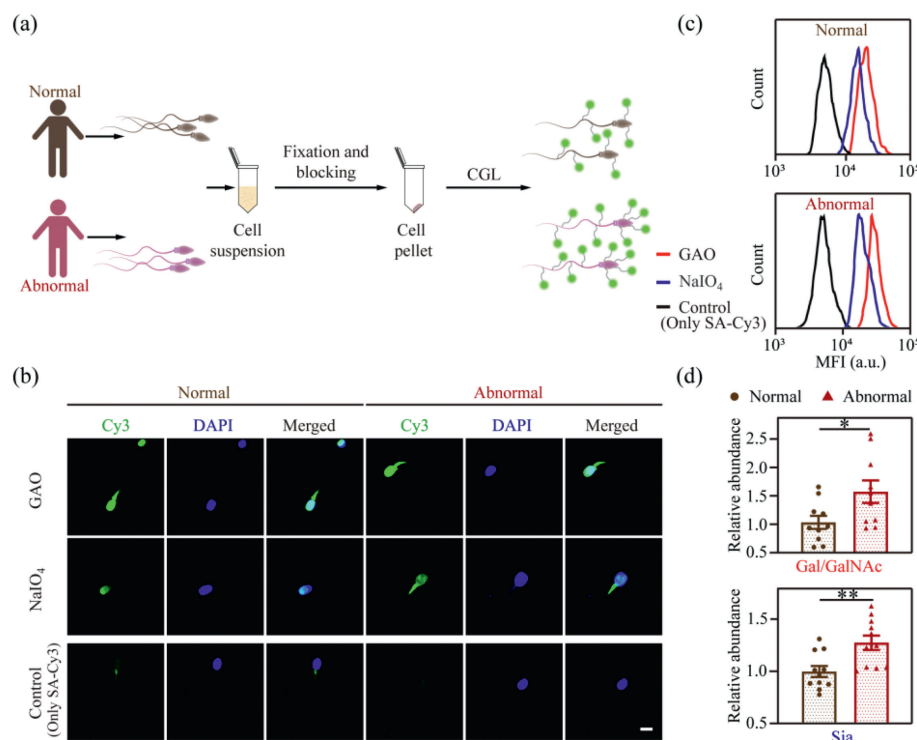 (a)
Normal
Abnormal
Cell
suspension
Fixation and
blocking
Cell
pellet
CGL
GAO
NaIO₄
Control
(Only SA-Cy3)
(c)
Normal
Count
10³
10⁴
10⁵
Abnormal
Count
10³
10⁴
10⁵
MFI (a.u.)
(b)
Normal
Abnormal
Cy3
DAPI
Merged
Cy3
DAPI
Merged
GAO
NaIO₄
Control
(Only SA-Cy3)
(d)
Normal
Abnormal
Relative abundance
2.5
1.5
1.0
0.5
*
Gal/GalNAc
Relative abundance
1.5
1.0
0.5
**
Sia